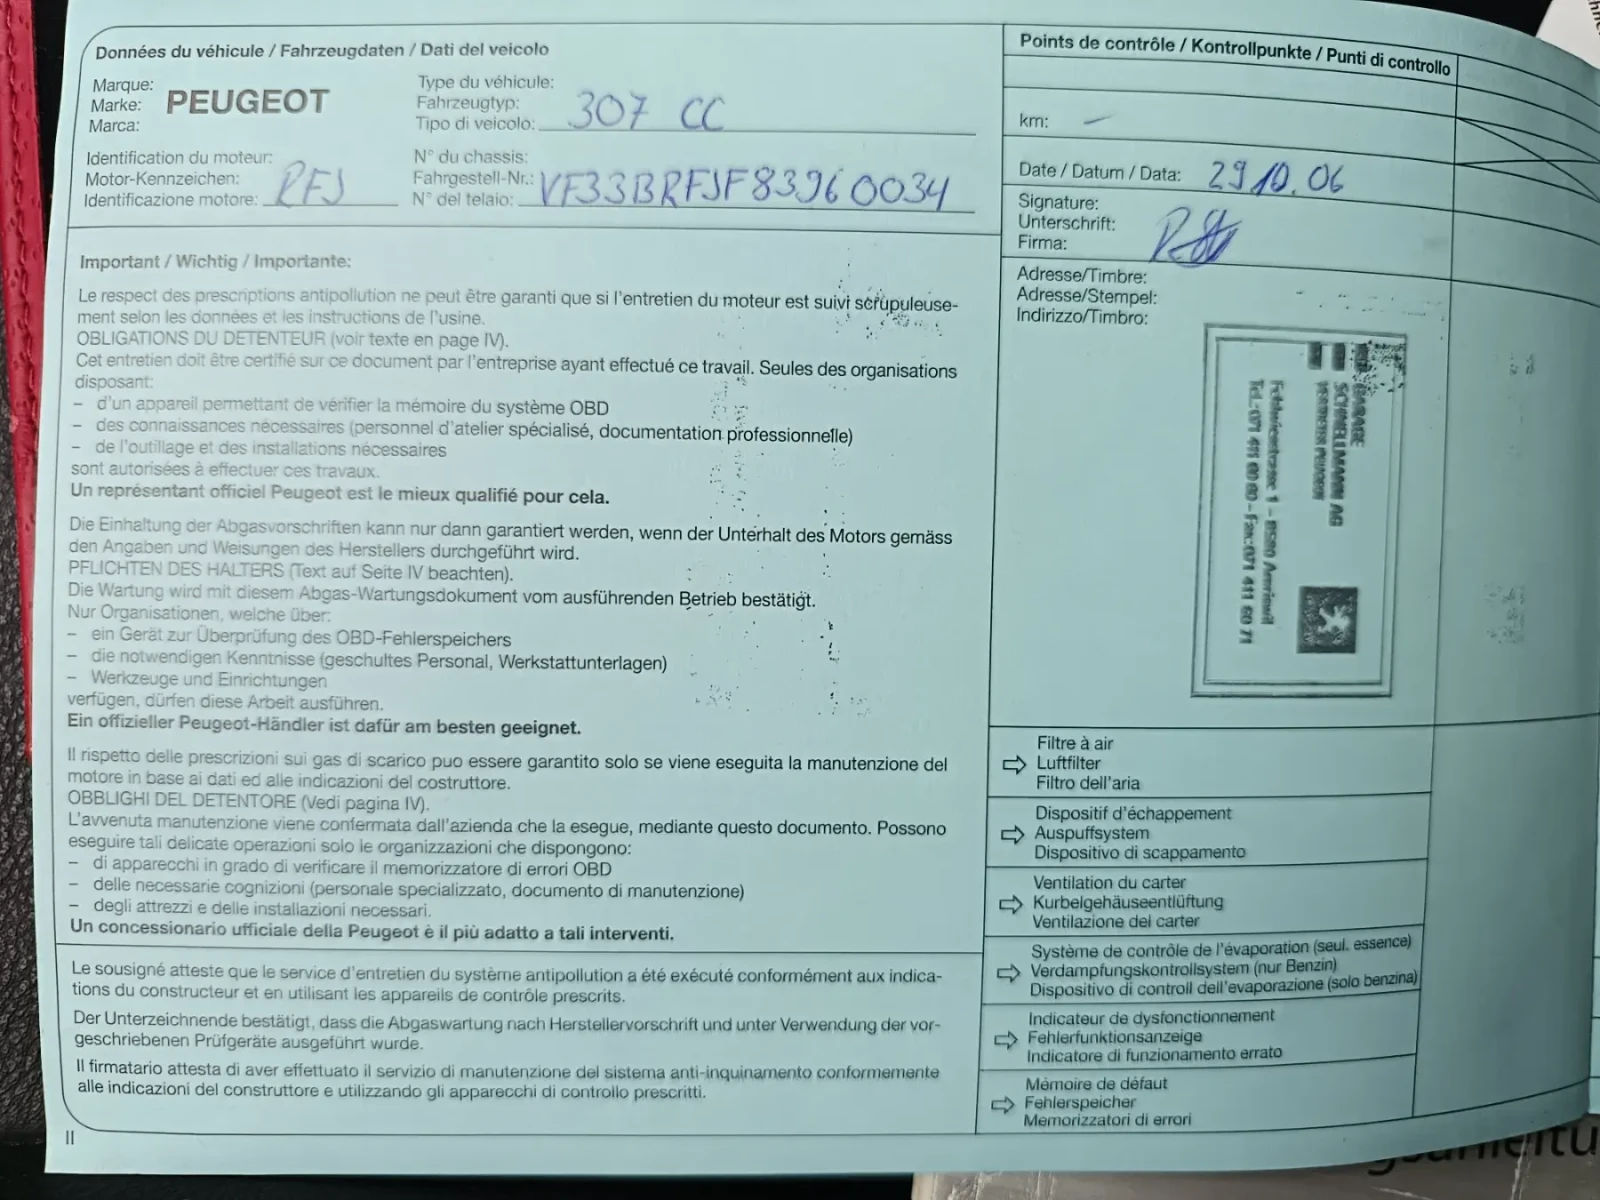 Données du véhicule / Fahrzeugdaten / Dati del veicolo
Marque:
Marke:
Marca:
PEUGEOT
Type du véhicule:
Fahrzeugtyp:
Tipo di veicolo: 307 CC
Identification du moteur:
Motor-Kennzeichen:
Identificazione motore: RFJ
N° du chassis:
Fahrgestell-Nr.: VF33BRFJF83960034
N° del telaio:
Important / Wichtig / Importante:
Le respect des prescriptions antipollution ne peut être garanti que si l'entretien du moteur est suivi scrupuleuse-
ment selon les données et les instructions de l'usine.
OBLIGATIONS DU DETENTEUR (voir texte en page IV).
Cet entretien doit être certifié sur ce document par l'entreprise ayant effectué ce travail. Seules des organisations
disposant:
– d'un appareil permettant de vérifier la mémoire du système OBD
– des connaissances nécessaires (personnel d'atelier spécialisé, documentation professionnelle)
– de l'outillage et des installations nécessaires
sont autorisées à effectuer ces travaux.
Un représentant officiel Peugeot est le mieux qualifié pour cela.
Die Einhaltung der Abgasvorschriften kann nur dann garantiert werden, wenn der Unterhalt des Motors gemäss
den Angaben und Weisungen des Herstellers durchgeführt wird.
PFLICHTEN DES HALTERS (Text auf Seite IV beachten).
Die Wartung wird mit diesem Abgas-Wartungsdokument vom ausführenden Betrieb bestätigt.
Nur Organisationen, welche über:
– ein Gerät zur Überprüfung des OBD-Fehlerspeichers
– die notwendigen Kenntnisse (geschultes Personal, Werkstattunterlagen)
– Werkzeuge und Einrichtungen
verfügen, dürfen diese Arbeit ausführen.
Ein offizieller Peugeot-Händler ist dafür am besten geeignet.
Il rispetto delle prescrizioni sui gas di scarico puo essere garantito solo se viene eseguita la manutenzione del
motore in base ai dati ed alle indicazioni del costruttore.
OBBLIGHI DEL DETENTORE (Vedi pagina IV).
L'avvenuta manutenzione viene confermata dall'azienda che la esegue, mediante questo documento. Possono
eseguire tali delicate operazioni solo le organizzazioni che dispongono:
– di apparecchi in grado di verificare il memorizzatore di errori OBD
– delle necessarie cognizioni (personale specializzato, documento di manutenzione)
– degli attrezzi e delle installazioni necessari.
Un concessionario ufficiale della Peugeot è il più adatto a tali interventi.
Le sousigné atteste que le service d'entretien du système antipollution a été exécuté conformément aux indica-
tions du constructeur et en utilisant les appareils de contrôle prescrits.
Der Unterzeichnende bestätigt, dass die Abgaswartung nach Herstellervorschrift und unter Verwendung der vor-
geschriebenen Prüfgeräte ausgeführt wurde.
Il firmatario attesta di aver effettuato il servizio di manutenzione del sistema anti-inquinamento conformemente
alle indicazioni del construttore e utilizzando gli apparecchi di controllo prescritti.
II
Points de contrôle / Kontrollpunkte / Punti di controllo
km: –
Date / Datum / Data: 29.10.06
Signature:
Unterschrift:
Firma:
Adresse/Timbre:
Adresse/Stempel:
Indirizzo/Timbro:
GARAGE
SCHNELLMANN AG
VERTRETER PEUGEOT
1 – 8580 Amriswil
Tel.: 071 411 60 60 – Fax: 071 411 60 71
Filtre à air
Luftfilter
Filtro dell'aria
Dispositif d'échappement
Auspuffsystem
Dispositivo di scappamento
Ventilation du carter
Kurbelgehäuseentlüftung
Ventilazione del carter
Système de contrôle de l'évaporation (seul. essence)
Verdampfungskontrollsystem (nur Benzin)
Dispositivo di controll dell'evaporazione (solo benzina)
Indicateur de dysfonctionnement
Fehlerfunktionsanzeige
Indicatore di funzionamento errato
Mémoire de défaut
Fehlerspeicher
Memorizzatori di errori